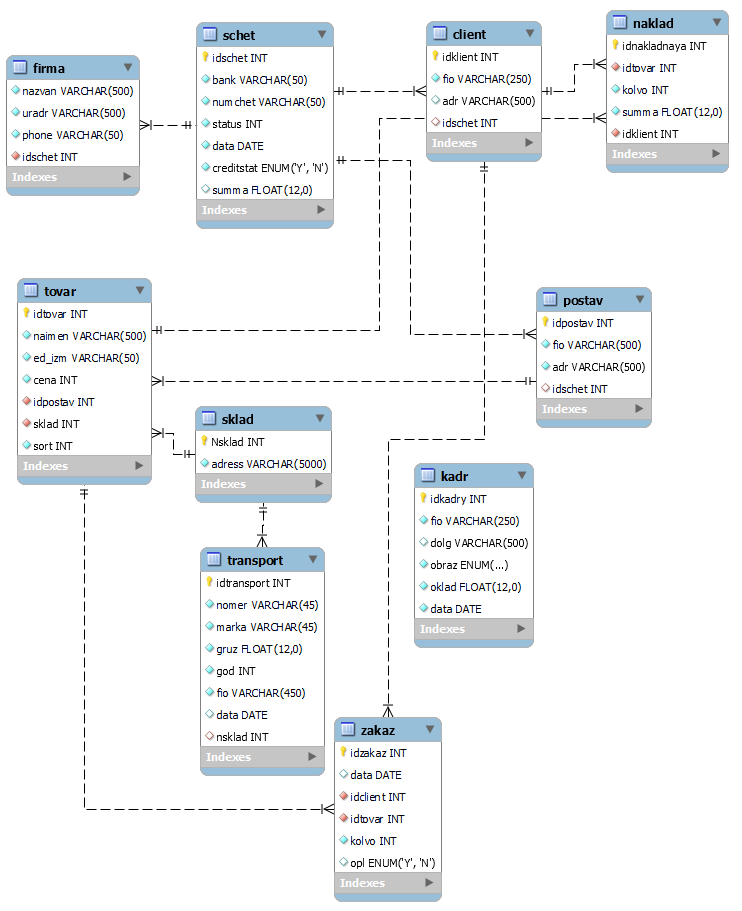 firma
nazvan VARCHAR(500)
uradr VARCHAR(500)
phone VARCHAR(50)
idschet INT
Indexes
schet
idschet INT
bank VARCHAR(50)
numchet VARCHAR(50)
status INT
data DATE
creditstat ENUM('Y', 'N')
summa FLOAT(12,0)
Indexes
client
idklient INT
fio VARCHAR(250)
adr VARCHAR(500)
idschet INT
Indexes
naklad
idnakladnaya INT
idtovar INT
kolvo INT
summa FLOAT(12,0)
idklient INT
Indexes
tovar
idtovar INT
naimen VARCHAR(500)
ed_izm VARCHAR(50)
cena INT
idpostav INT
sklad INT
sort INT
Indexes
postav
idpostav INT
fio VARCHAR(500)
adr VARCHAR(500)
idschet INT
Indexes
sklad
Nsklad INT
adress VARCHAR(5000)
Indexes
kadr
idkadry INT
fio VARCHAR(250)
dolg VARCHAR(500)
obraz ENUM(...)
oklad FLOAT(12,0)
data DATE
Indexes
transport
idtransport INT
nomer VARCHAR(45)
marka VARCHAR(45)
gruz FLOAT(12,0)
god INT
fio VARCHAR(450)
data DATE
nsklad INT
Indexes
zakaz
idzakaz INT
data DATE
idclient INT
idtovar INT
kolvo INT
opl ENUM('Y', 'N')
Indexes